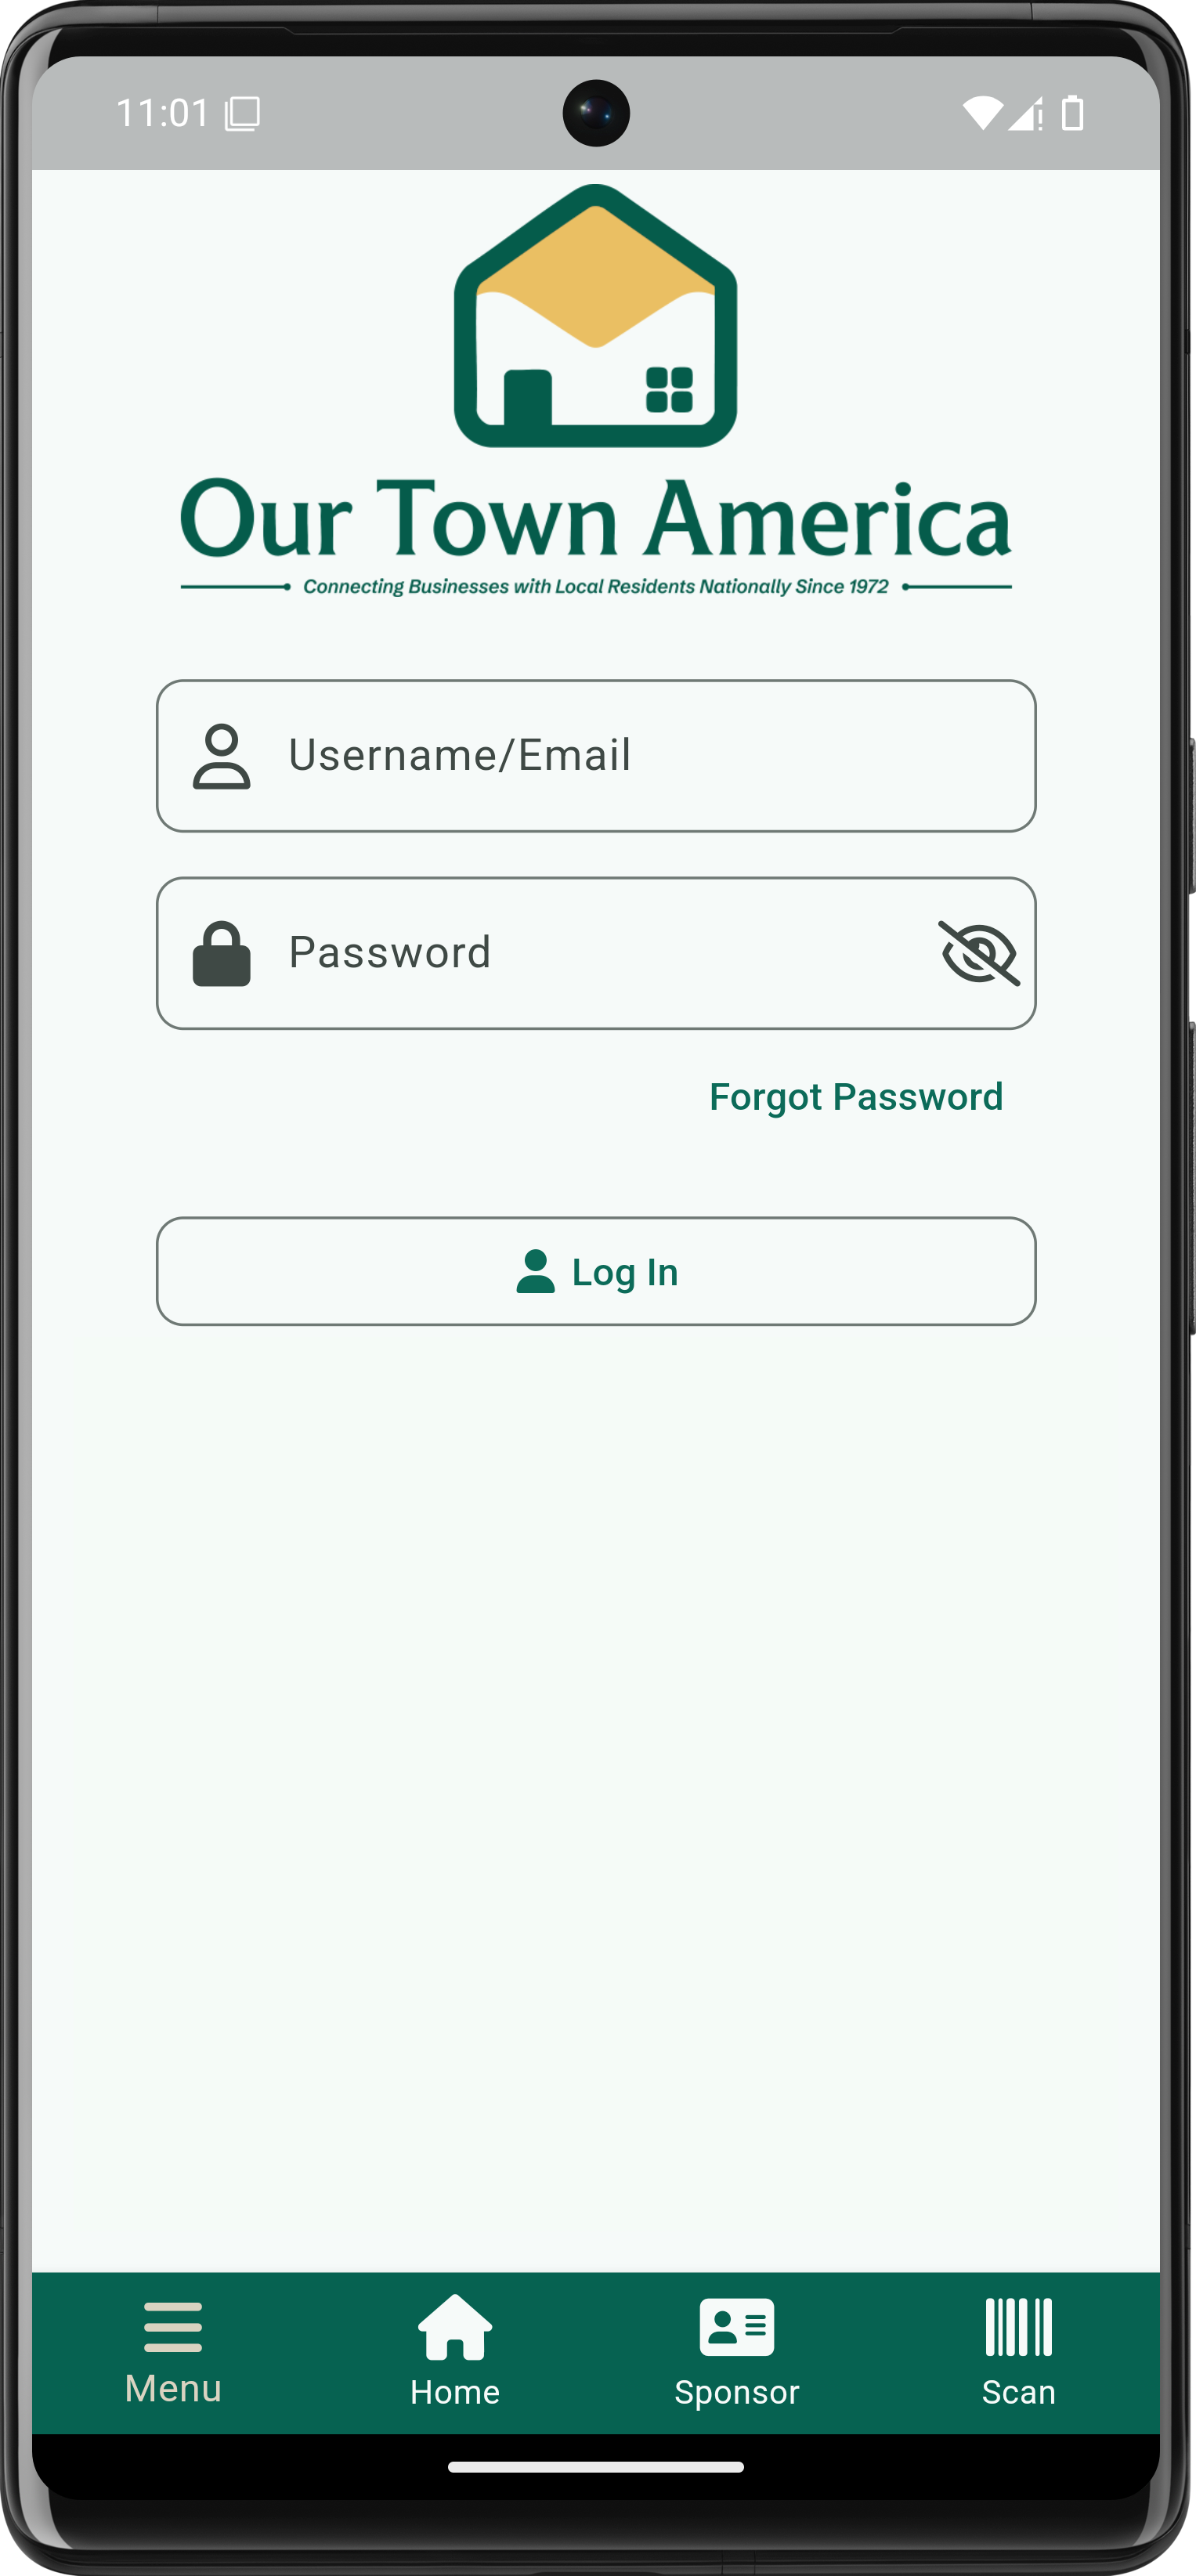 11:01
Our Town America
Connecting Businesses with Local Residents Nationally Since 1972
Username/Email
Password
Forgot Password
Log In
Menu
Home
Sponsor
Scan